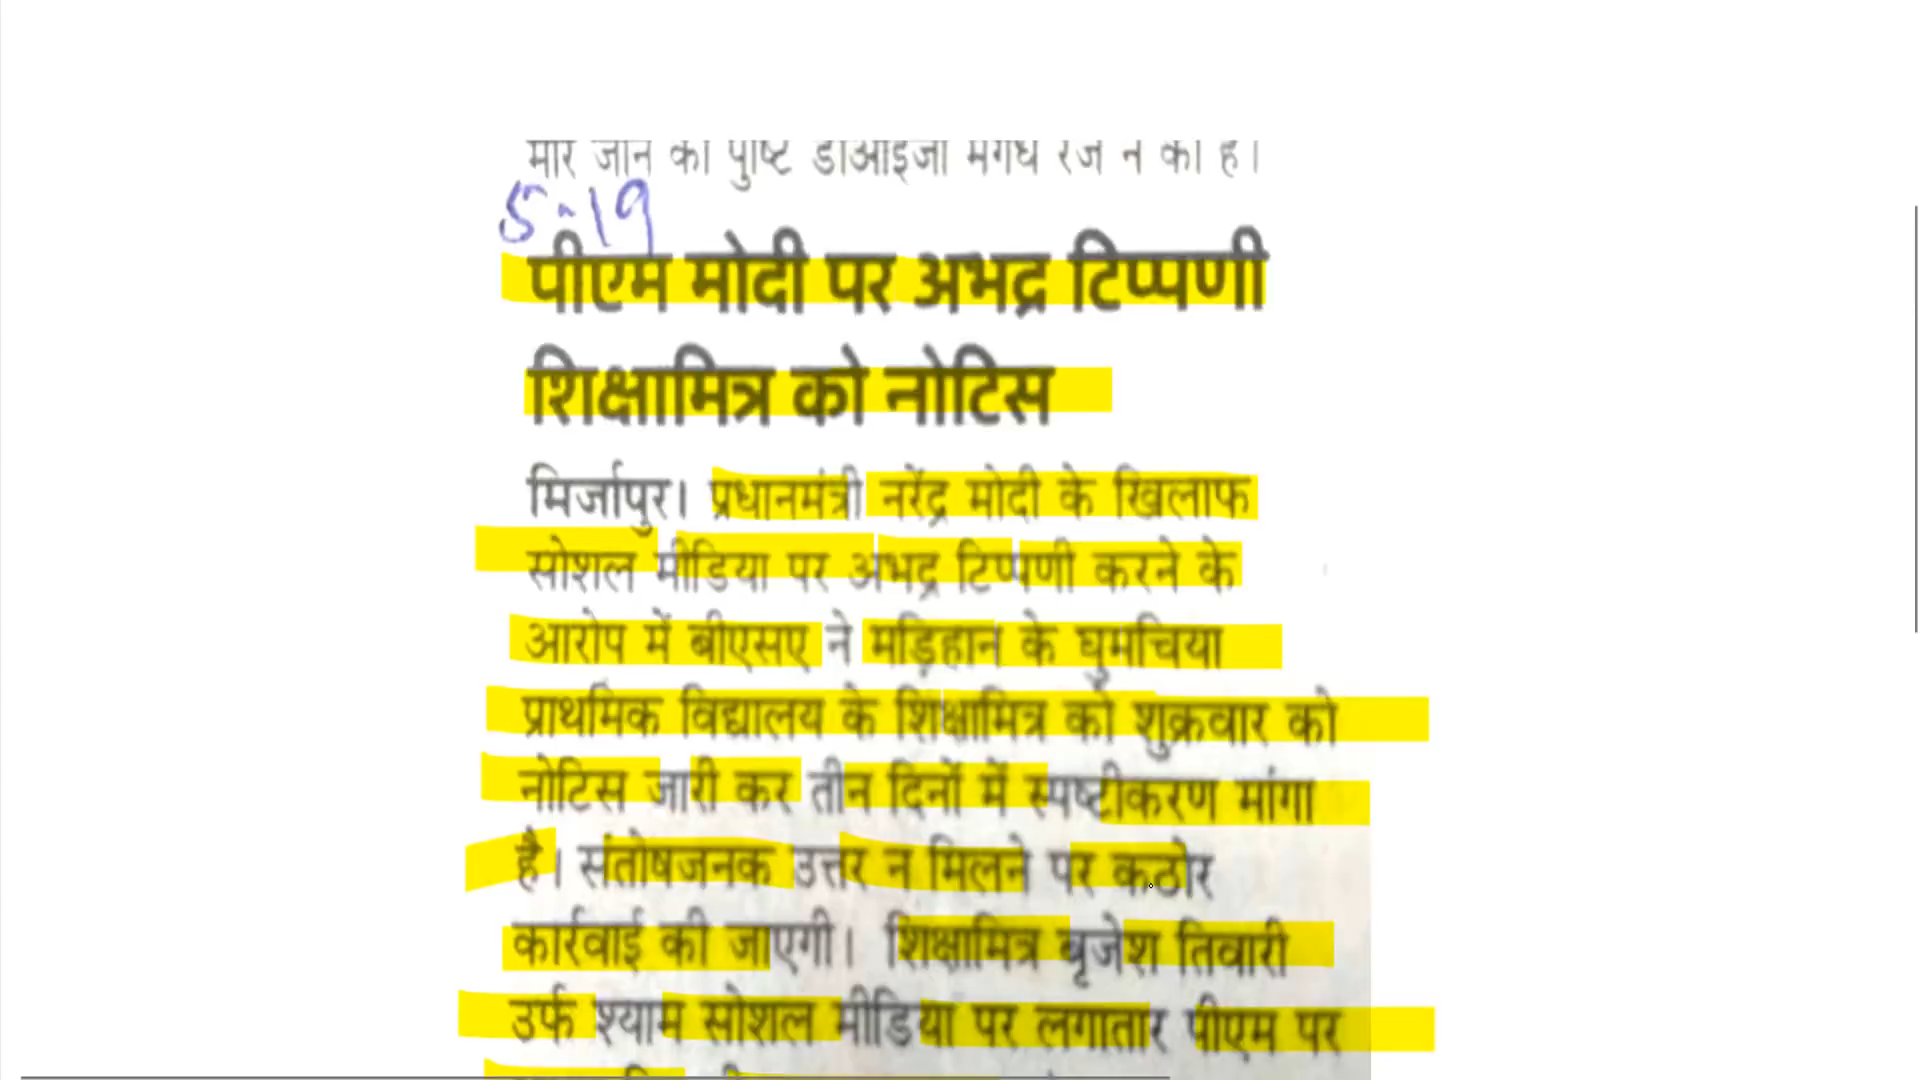 मारे जाने की पुष्टि डीआईजी मगध रेंज ने की है।
5-19
पीएम मोदी पर अभद्र टिप्पणी
शिक्षामित्र को नोटिस
मिर्जापुर। प्रधानमंत्री नरेंद्र मोदी के खिलाफ
सोशल मीडिया पर अभद्र टिप्पणी करने के
आरोप में बीएसए ने मड़िहान के घुमचिया
प्राथमिक विद्यालय के शिक्षामित्र को शुक्रवार को
नोटिस जारी कर तीन दिनों में स्पष्टीकरण मांगा
है। संतोषजनक उत्तर न मिलने पर कठोर
कार्रवाई की जाएगी। शिक्षामित्र बृजेश तिवारी
उर्फ श्याम सोशल मीडिया पर लगातार पीएम पर